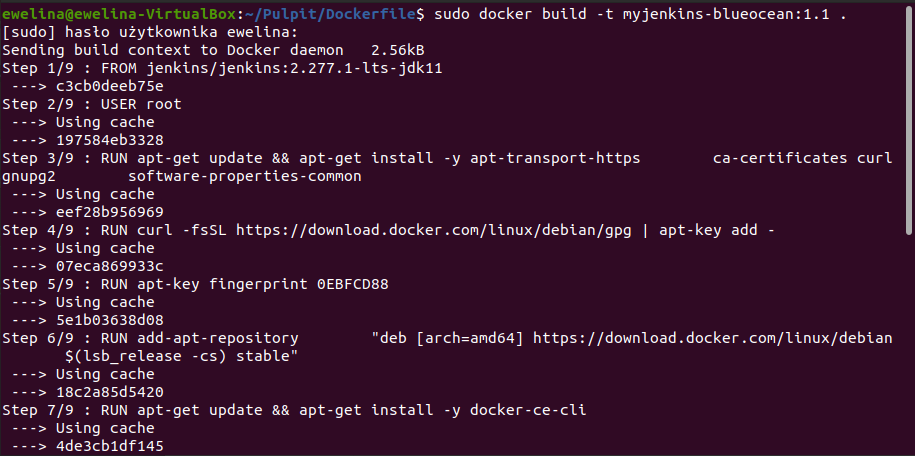 ewelina@ewelina-VirtualBox:~/Pulpit/Dockerfile$ sudo docker build -t myjenkins-blueocean:1.1 .
[sudo] hasło użytkownika ewelina:
Sending build context to Docker daemon   2.56kB
Step 1/9 : FROM jenkins/jenkins:2.277.1-lts-jdk11
 ---> c3cb0deeb75e
Step 2/9 : USER root
 ---> Using cache
 ---> 197584eb3328
Step 3/9 : RUN apt-get update && apt-get install -y apt-transport-https        ca-certificates curl
gnupg2        software-properties-common
 ---> Using cache
 ---> eef28b956969
Step 4/9 : RUN curl -fsSL https://download.docker.com/linux/debian/gpg | apt-key add -
 ---> Using cache
 ---> 07eca869933c
Step 5/9 : RUN apt-key fingerprint 0EBFCD88
 ---> Using cache
 ---> 5e1b03638d08
Step 6/9 : RUN add-apt-repository        "deb [arch=amd64] https://download.docker.com/linux/debian
       $(lsb_release -cs) stable"
 ---> Using cache
 ---> 18c2a85d5420
Step 7/9 : RUN apt-get update && apt-get install -y docker-ce-cli
 ---> Using cache
 ---> 4de3cb1df145